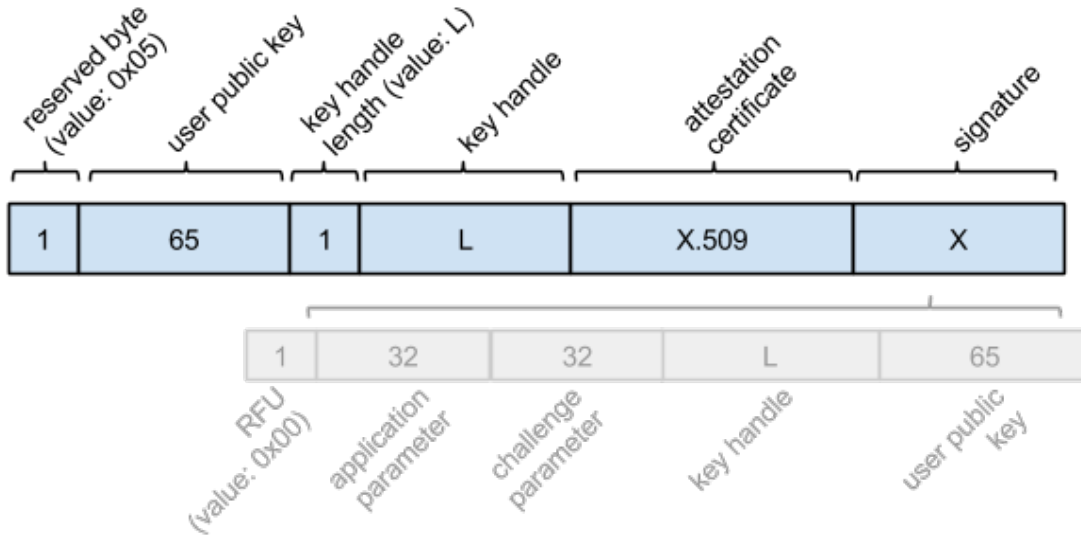 reserved byte
(value: 0x05)
user public key
key handle
length (value: L)
key handle
attestation
certificate
signature
1
65
1
L
X.509
X
1
32
32
L
65
RFU
(value: 0x00)
application
parameter
challenge
parameter
key handle
user public
key